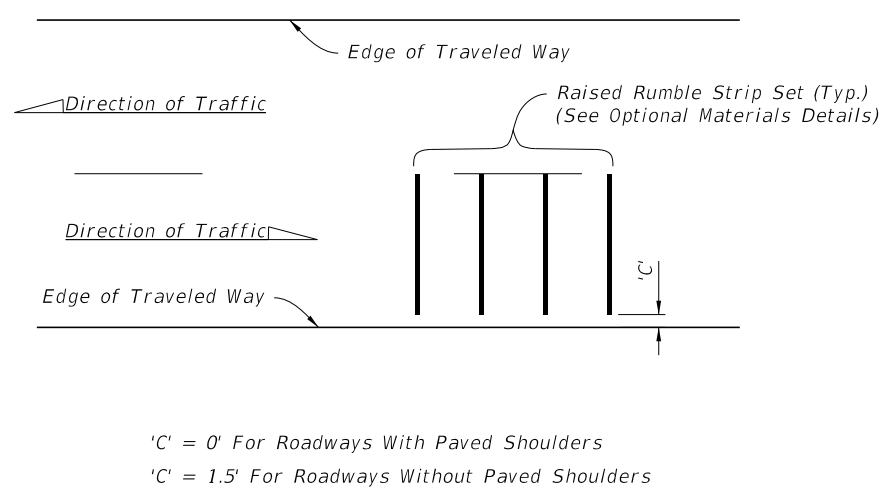 Edge of Traveled Way
Direction of Traffic
Raised Rumble Strip Set (Typ.)
(See Optional Materials Details)
Direction of Traffic
'C'
Edge of Traveled Way
'C' = 0' For Roadways With Paved Shoulders
'C' = 1.5' For Roadways Without Paved Shoulders